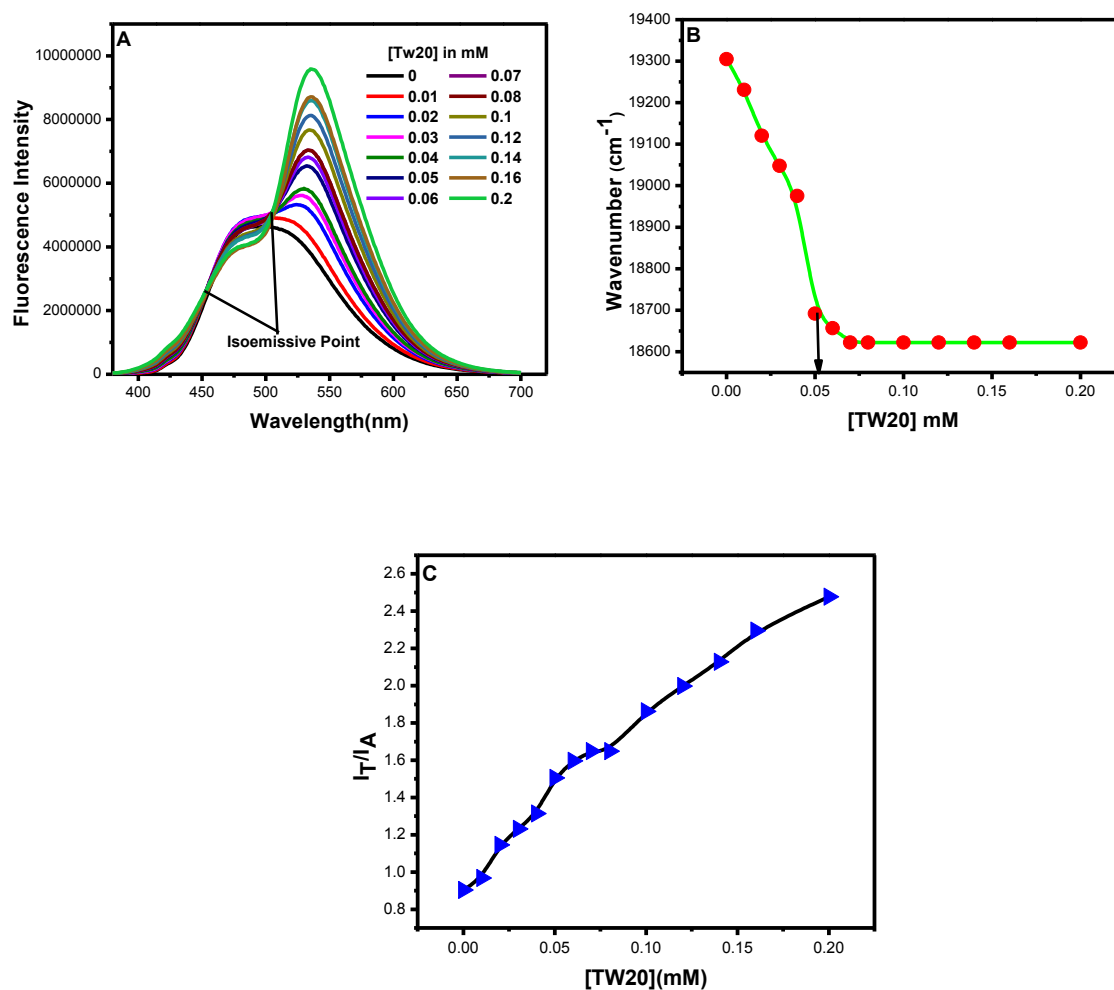 A
[Tw20] in mM
0 0.07
0.01 0.08
0.02 0.1
0.03 0.12
0.04 0.14
0.05 0.16
0.06 0.2
Isoemissive Point
Fluorescence Intensity
10000000
8000000
6000000
4000000
2000000
0
400 450 500 550 600 650 700
Wavelength(nm)
B
Wavenumber (cm⁻¹)
19400
19300
19200
19100
19000
18900
18800
18700
18600
0.00 0.05 0.10 0.15 0.20
[TW20] mM
C
I_T/I_A
2.6
2.4
2.2
2.0
1.8
1.6
1.4
1.2
1.0
0.8
0.00 0.05 0.10 0.15 0.20
[TW20](mM)